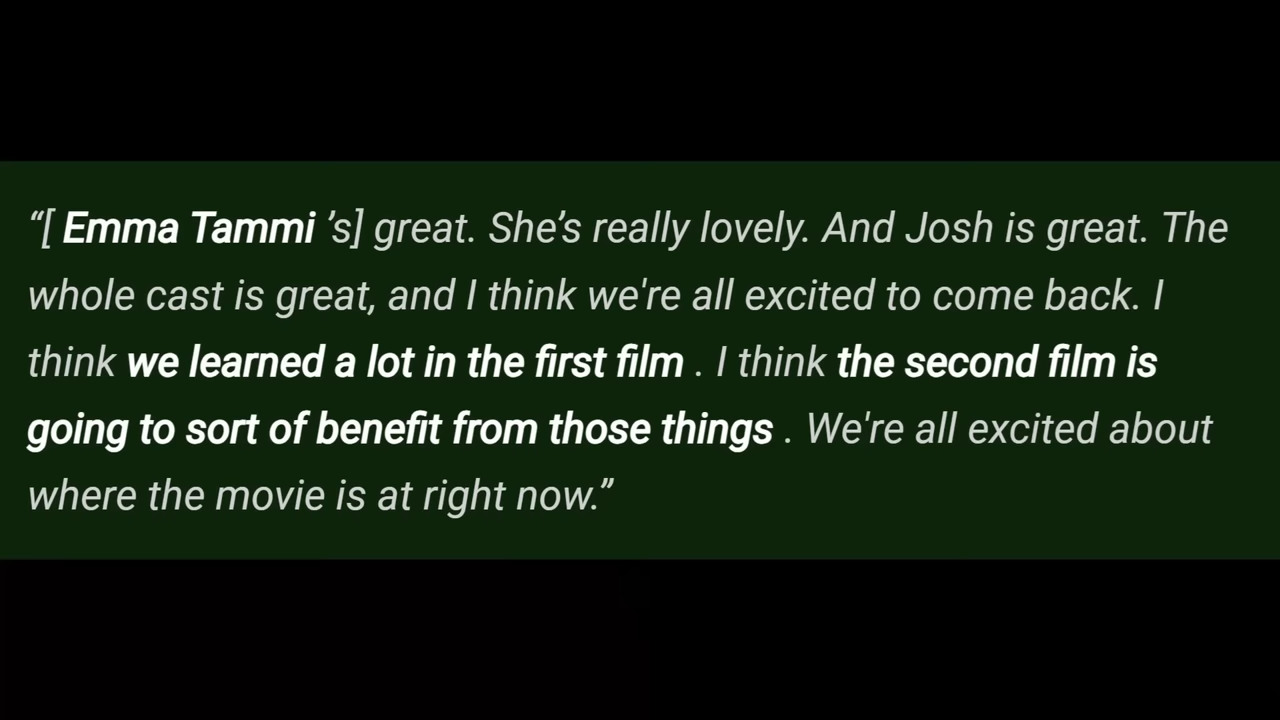 “[ Emma Tammi ’s] great. She’s really lovely. And Josh is great. The
whole cast is great, and I think we're all excited to come back. I
think we learned a lot in the first film . I think the second film is
going to sort of benefit from those things . We're all excited about
where the movie is at right now.”